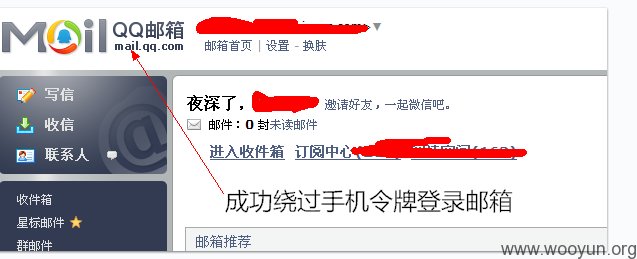 Mail QQ邮箱
mail.qq.com
邮箱首页 | 设置 - 换肤
写信
收信
联系人
收件箱
星标邮件
群邮件
夜深了，
邀请好友，一起微信吧。
邮件：0 封未读邮件
进入收件箱 订阅中心
成功绕过手机令牌登录邮箱
邮箱推荐
www.wooyun.org